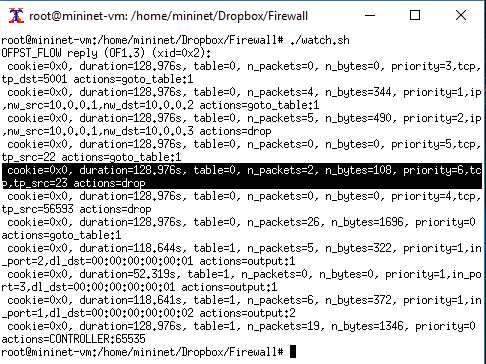 root@mininet-vm: /home/mininet/Dropbox/Firewall
root@mininet-vm:/home/mininet/Dropbox/Firewall# ./watch.sh
OFPST_FLOW reply (OF1.3) (xid=0x2):
cookie=0x0, duration=128.976s, table=0, n_packets=0, n_bytes=0, priority=3,tcp,
tp_dst=5001 actions=goto_table:1
cookie=0x0, duration=128.976s, table=0, n_packets=4, n_bytes=344, priority=1,ip
,nw_src=10.0.0.1,nw_dst=10.0.0.2 actions=goto_table:1
cookie=0x0, duration=128.976s, table=0, n_packets=5, n_bytes=490, priority=2,ip
,nw_src=10.0.0.1,nw_dst=10.0.0.3 actions=drop
cookie=0x0, duration=128.976s, table=0, n_packets=0, n_bytes=0, priority=5,tcp,
tp_src=22 actions=goto_table:1
cookie=0x0, duration=128.976s, table=0, n_packets=2, n_bytes=108, priority=6,tc
p,tp_src=23 actions=drop
cookie=0x0, duration=128.976s, table=0, n_packets=0, n_bytes=0, priority=4,tcp,
tp_src=56593 actions=drop
cookie=0x0, duration=128.976s, table=0, n_packets=26, n_bytes=1696, priority=0
actions=goto_table:1
cookie=0x0, duration=118.644s, table=1, n_packets=5, n_bytes=322, priority=1,in
_port=2,dl_dst=00:00:00:00:00:01 actions=output:1
cookie=0x0, duration=52.319s, table=1, n_packets=0, n_bytes=0, priority=1,in_po
rt=3,dl_dst=00:00:00:00:00:01 actions=output:1
cookie=0x0, duration=118.641s, table=1, n_packets=6, n_bytes=372, priority=1,in
_port=1,dl_dst=00:00:00:00:00:02 actions=output:2
cookie=0x0, duration=128.976s, table=1, n_packets=19, n_bytes=1346, priority=0
actions=CONTROLLER:65535
root@mininet-vm:/home/mininet/Dropbox/Firewall#